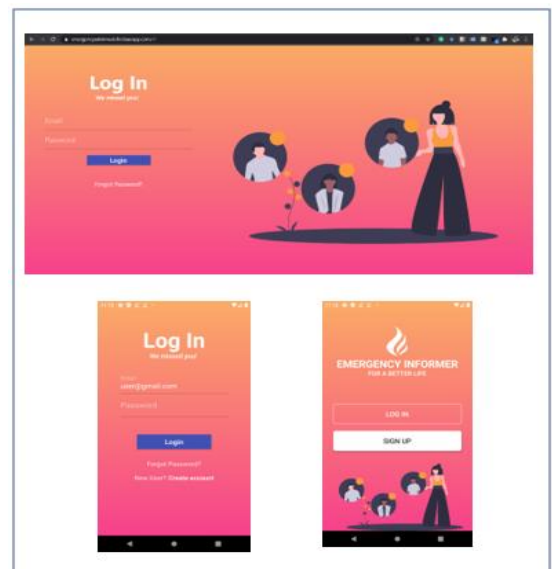 Log In
We missed you!
Email
Password
Login
Forgot Password?
Log In
We missed you!
Email
user@gmail.com
Password
Login
Forgot Password?
New User? Create account
EMERGENCY INFORMER
FOR A BETTER LIFE
LOG IN
SIGN UP